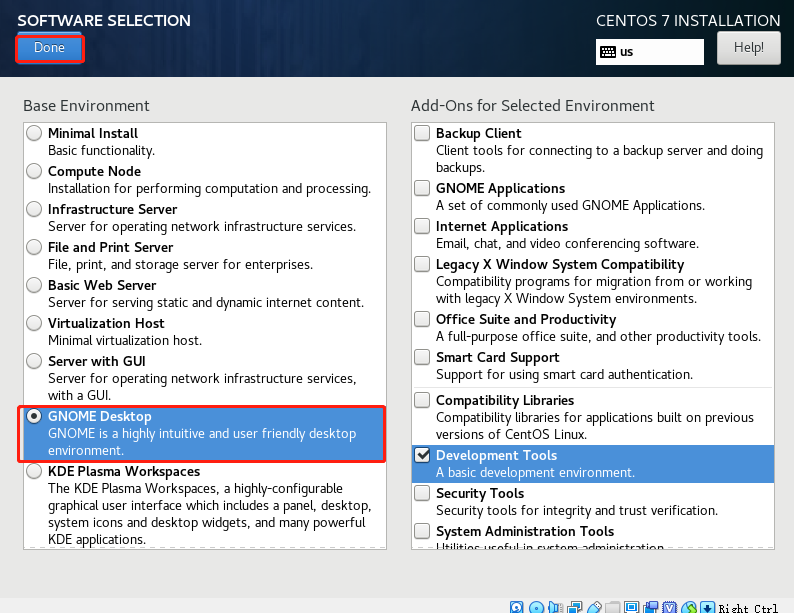 SOFTWARE SELECTION
CENTOS 7 INSTALLATION
Done
us
Help!
Base Environment
Minimal Install
Basic functionality.
Compute Node
Installation for performing computation and processing.
Infrastructure Server
Server for operating network infrastructure services.
File and Print Server
File, print, and storage server for enterprises.
Basic Web Server
Server for serving static and dynamic internet content.
Virtualization Host
Minimal virtualization host.
Server with GUI
Server for operating network infrastructure services,
with a GUI.
GNOME Desktop
GNOME is a highly intuitive and user friendly desktop
environment.
KDE Plasma Workspaces
The KDE Plasma Workspaces, a highly-configurable
graphical user interface which includes a panel, desktop,
system icons and desktop widgets, and many powerful
KDE applications.
Add-Ons for Selected Environment
Backup Client
Client tools for connecting to a backup server and doing
backups.
GNOME Applications
A set of commonly used GNOME Applications.
Internet Applications
Email, chat, and video conferencing software.
Legacy X Window System Compatibility
Compatibility programs for migration from or working
with legacy X Window System environments.
Office Suite and Productivity
A full-purpose office suite, and other productivity tools.
Smart Card Support
Support for using smart card authentication.
Compatibility Libraries
Compatibility libraries for applications built on previous
versions of CentOS Linux.
Development Tools
A basic development environment.
Security Tools
Security tools for integrity and trust verification.
System Administration Tools
Utilities useful in system administration.
Right Ctrl